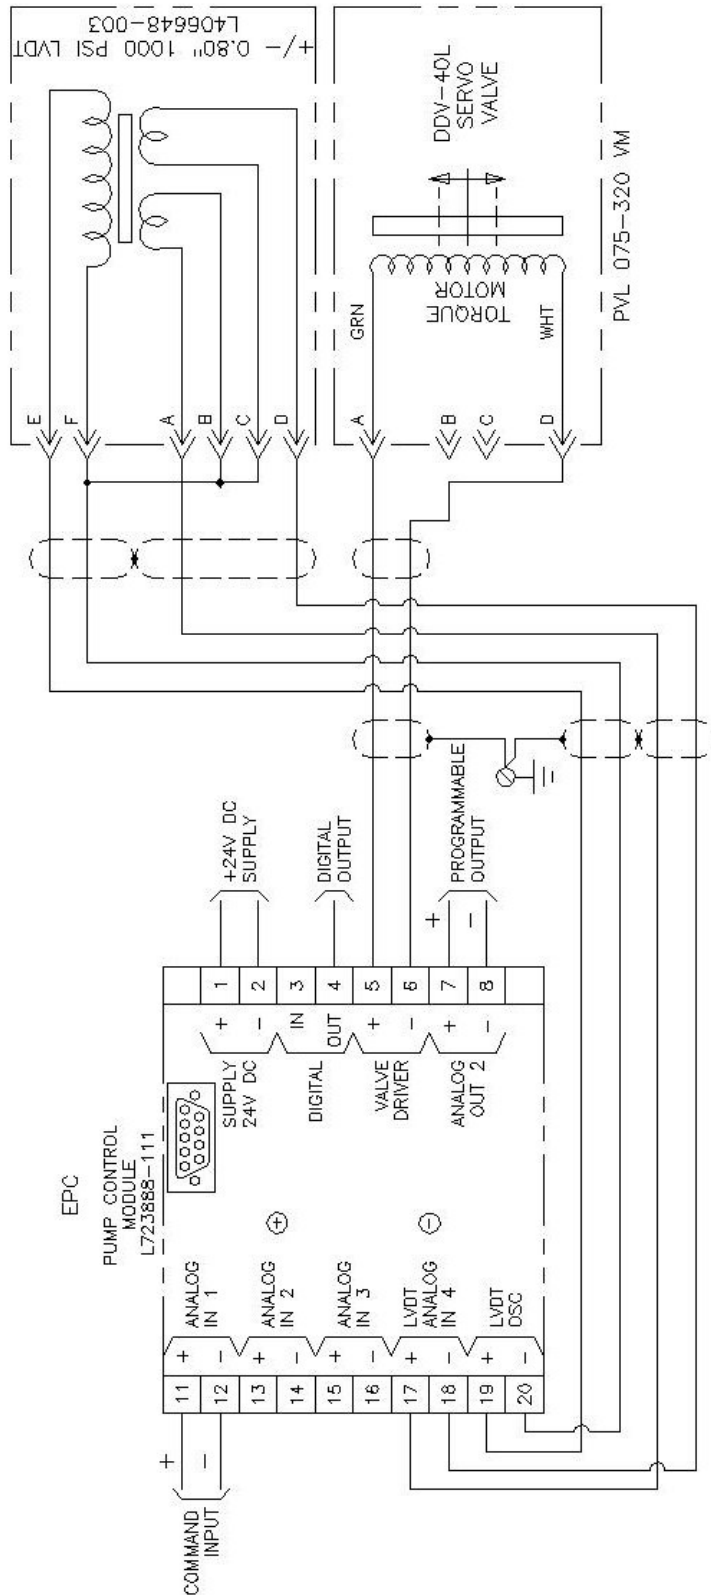 L406648-003
+/- 0.80" 1000 PSI LVDT
DDV-40L
SERVO
VALVE
TORQUE
MOTOR
GRN
WHT
PVL 075-320 VM
E
F
A
B
C
D
A
B
C
D
+24V DC
SUPPLY
DIGITAL
OUTPUT
PROGRAMMABLE
OUTPUT
+
-
1
2
3
4
5
6
7
8
+
-
IN
OUT
+
-
+
-
SUPPLY
24V DC
DIGITAL
VALVE
DRIVER
ANALOG
OUT 2
EPC
PUMP CONTROL
MODULE
L723888-111
+
-
ANALOG
IN 1
ANALOG
IN 2
ANALOG
IN 3
LVDT
ANALOG
IN 4
LVDT
OSC
+
-
+
-
+
-
+
-
+
-
11
12
13
14
15
16
17
18
19
20
+
-
COMMAND
INPUT